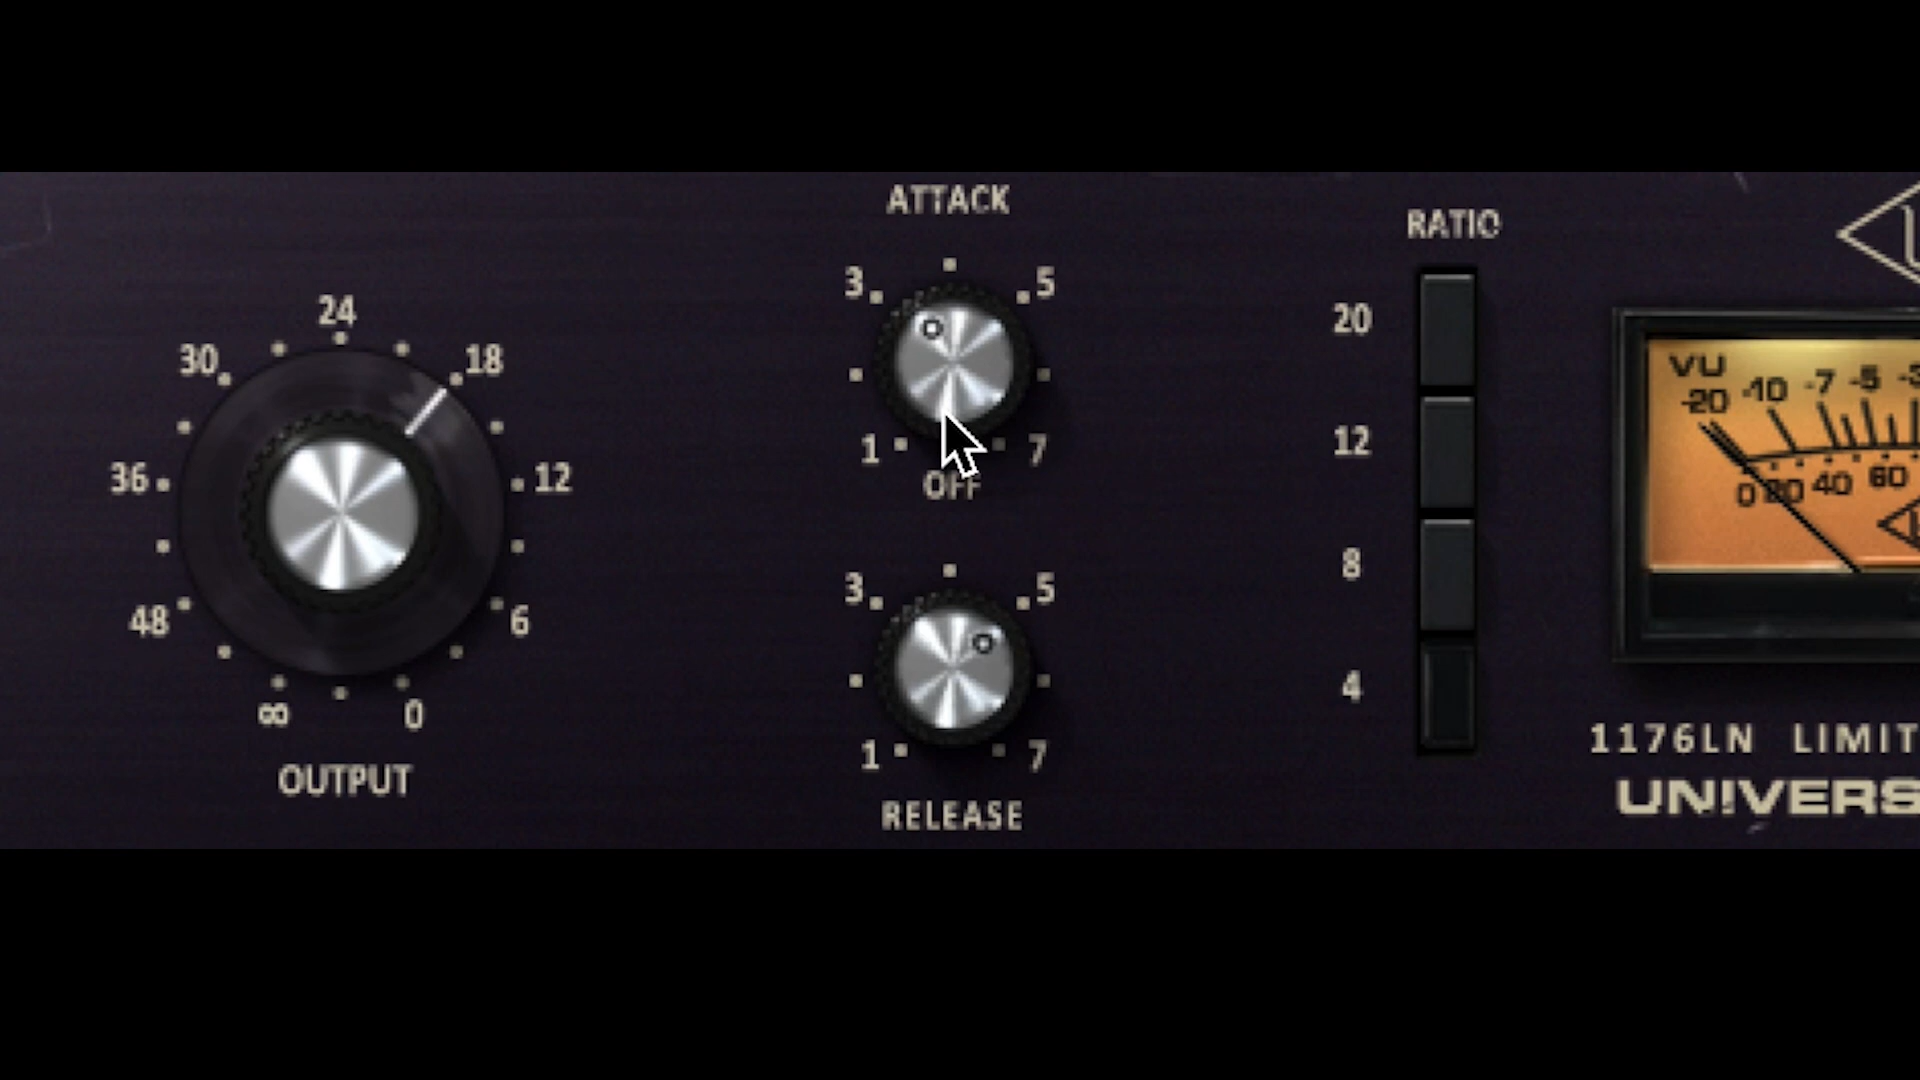 ATTACK
3 5
1 7
OFF
24
30 18
36 12
48 6
∞ 0
OUTPUT
3 5
1 7
RELEASE
RATIO
20
12
8
4
VU
-20 -10 -7 -5 -3
0 20 40 60
1176LN LIMIT
UNIVERS